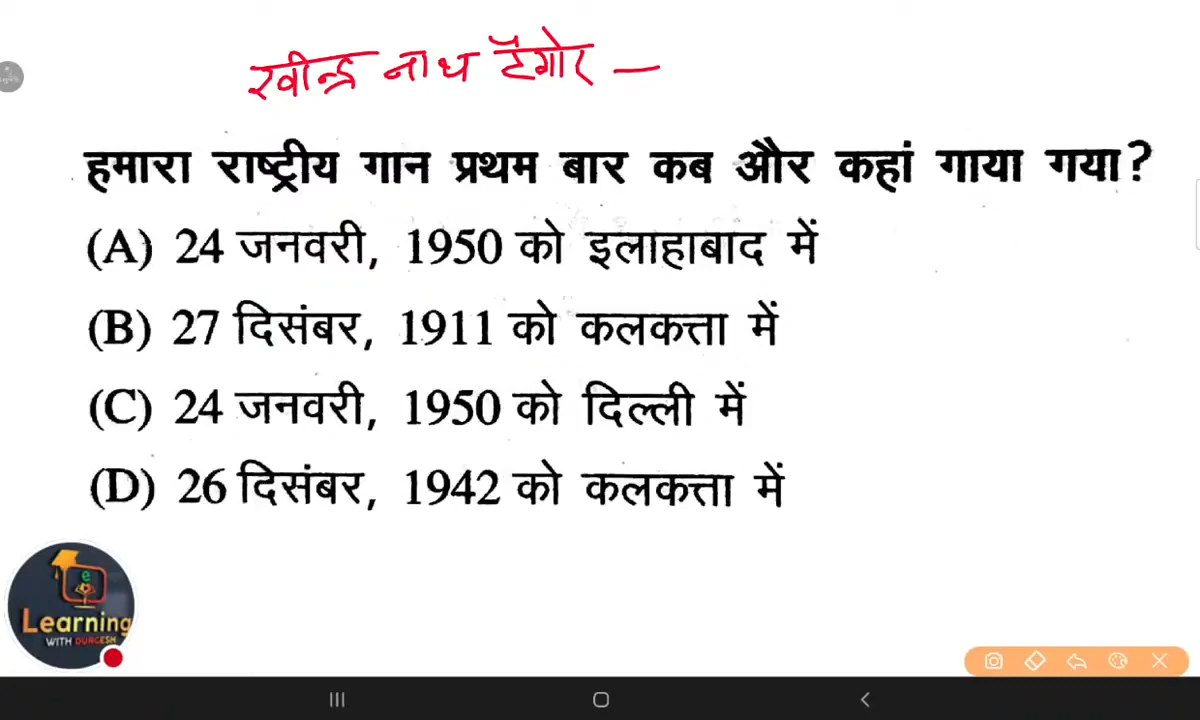 रवीन्द्र नाथ टैगोर —
हमारा राष्ट्रीय गान प्रथम बार कब और कहां गाया गया?
(A) 24 जनवरी, 1950 को इलाहाबाद में
(B) 27 दिसंबर, 1911 को कलकत्ता में
(C) 24 जनवरी, 1950 को दिल्ली में
(D) 26 दिसंबर, 1942 को कलकत्ता में
e
Learning
WITH DURGESH